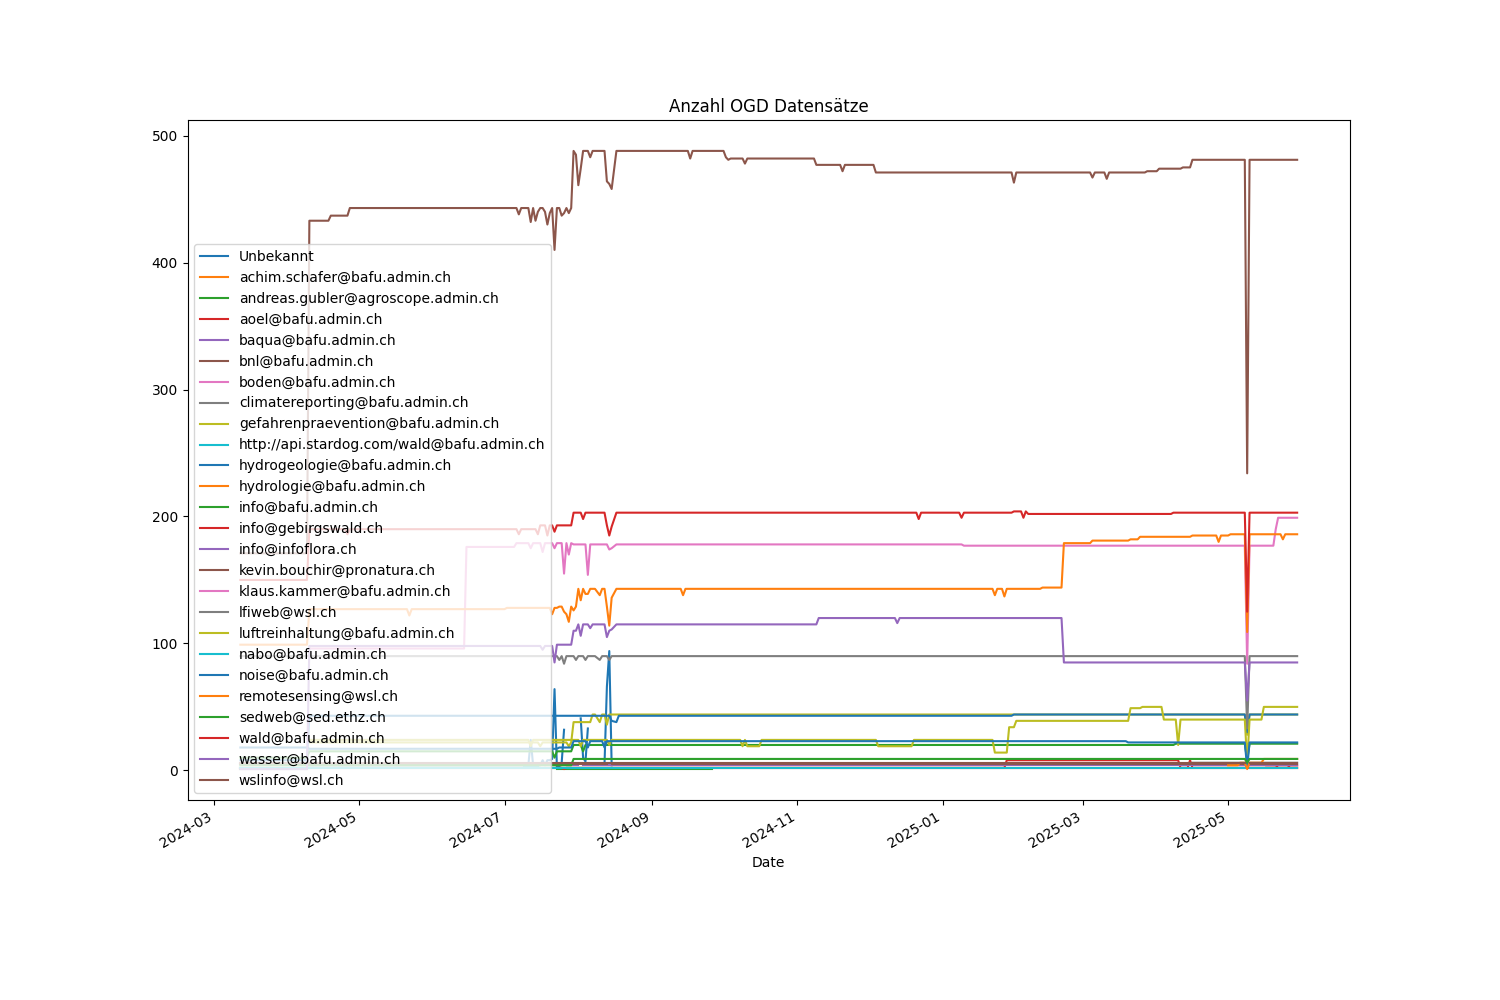 Anzahl OGD Datensätze
500
400
300
200
100
0
Unbekannt
achim.schafer@bafu.admin.ch
andreas.gubler@agroscope.admin.ch
aoel@bafu.admin.ch
baqua@bafu.admin.ch
bnl@bafu.admin.ch
boden@bafu.admin.ch
climatereporting@bafu.admin.ch
gefahrenpraevention@bafu.admin.ch
http://api.stardog.com/wald@bafu.admin.ch
hydrogeologie@bafu.admin.ch
hydrologie@bafu.admin.ch
info@bafu.admin.ch
info@gebirgswald.ch
info@infoflora.ch
kevin.bouchir@pronatura.ch
klaus.kammer@bafu.admin.ch
lfiweb@wsl.ch
luftreinhaltung@bafu.admin.ch
nabo@bafu.admin.ch
noise@bafu.admin.ch
remotesensing@wsl.ch
sedweb@sed.ethz.ch
wald@bafu.admin.ch
wasser@bafu.admin.ch
wslinfo@wsl.ch
2024-03
2024-05
2024-07
2024-09
2024-11
2025-01
2025-03
2025-05
Date